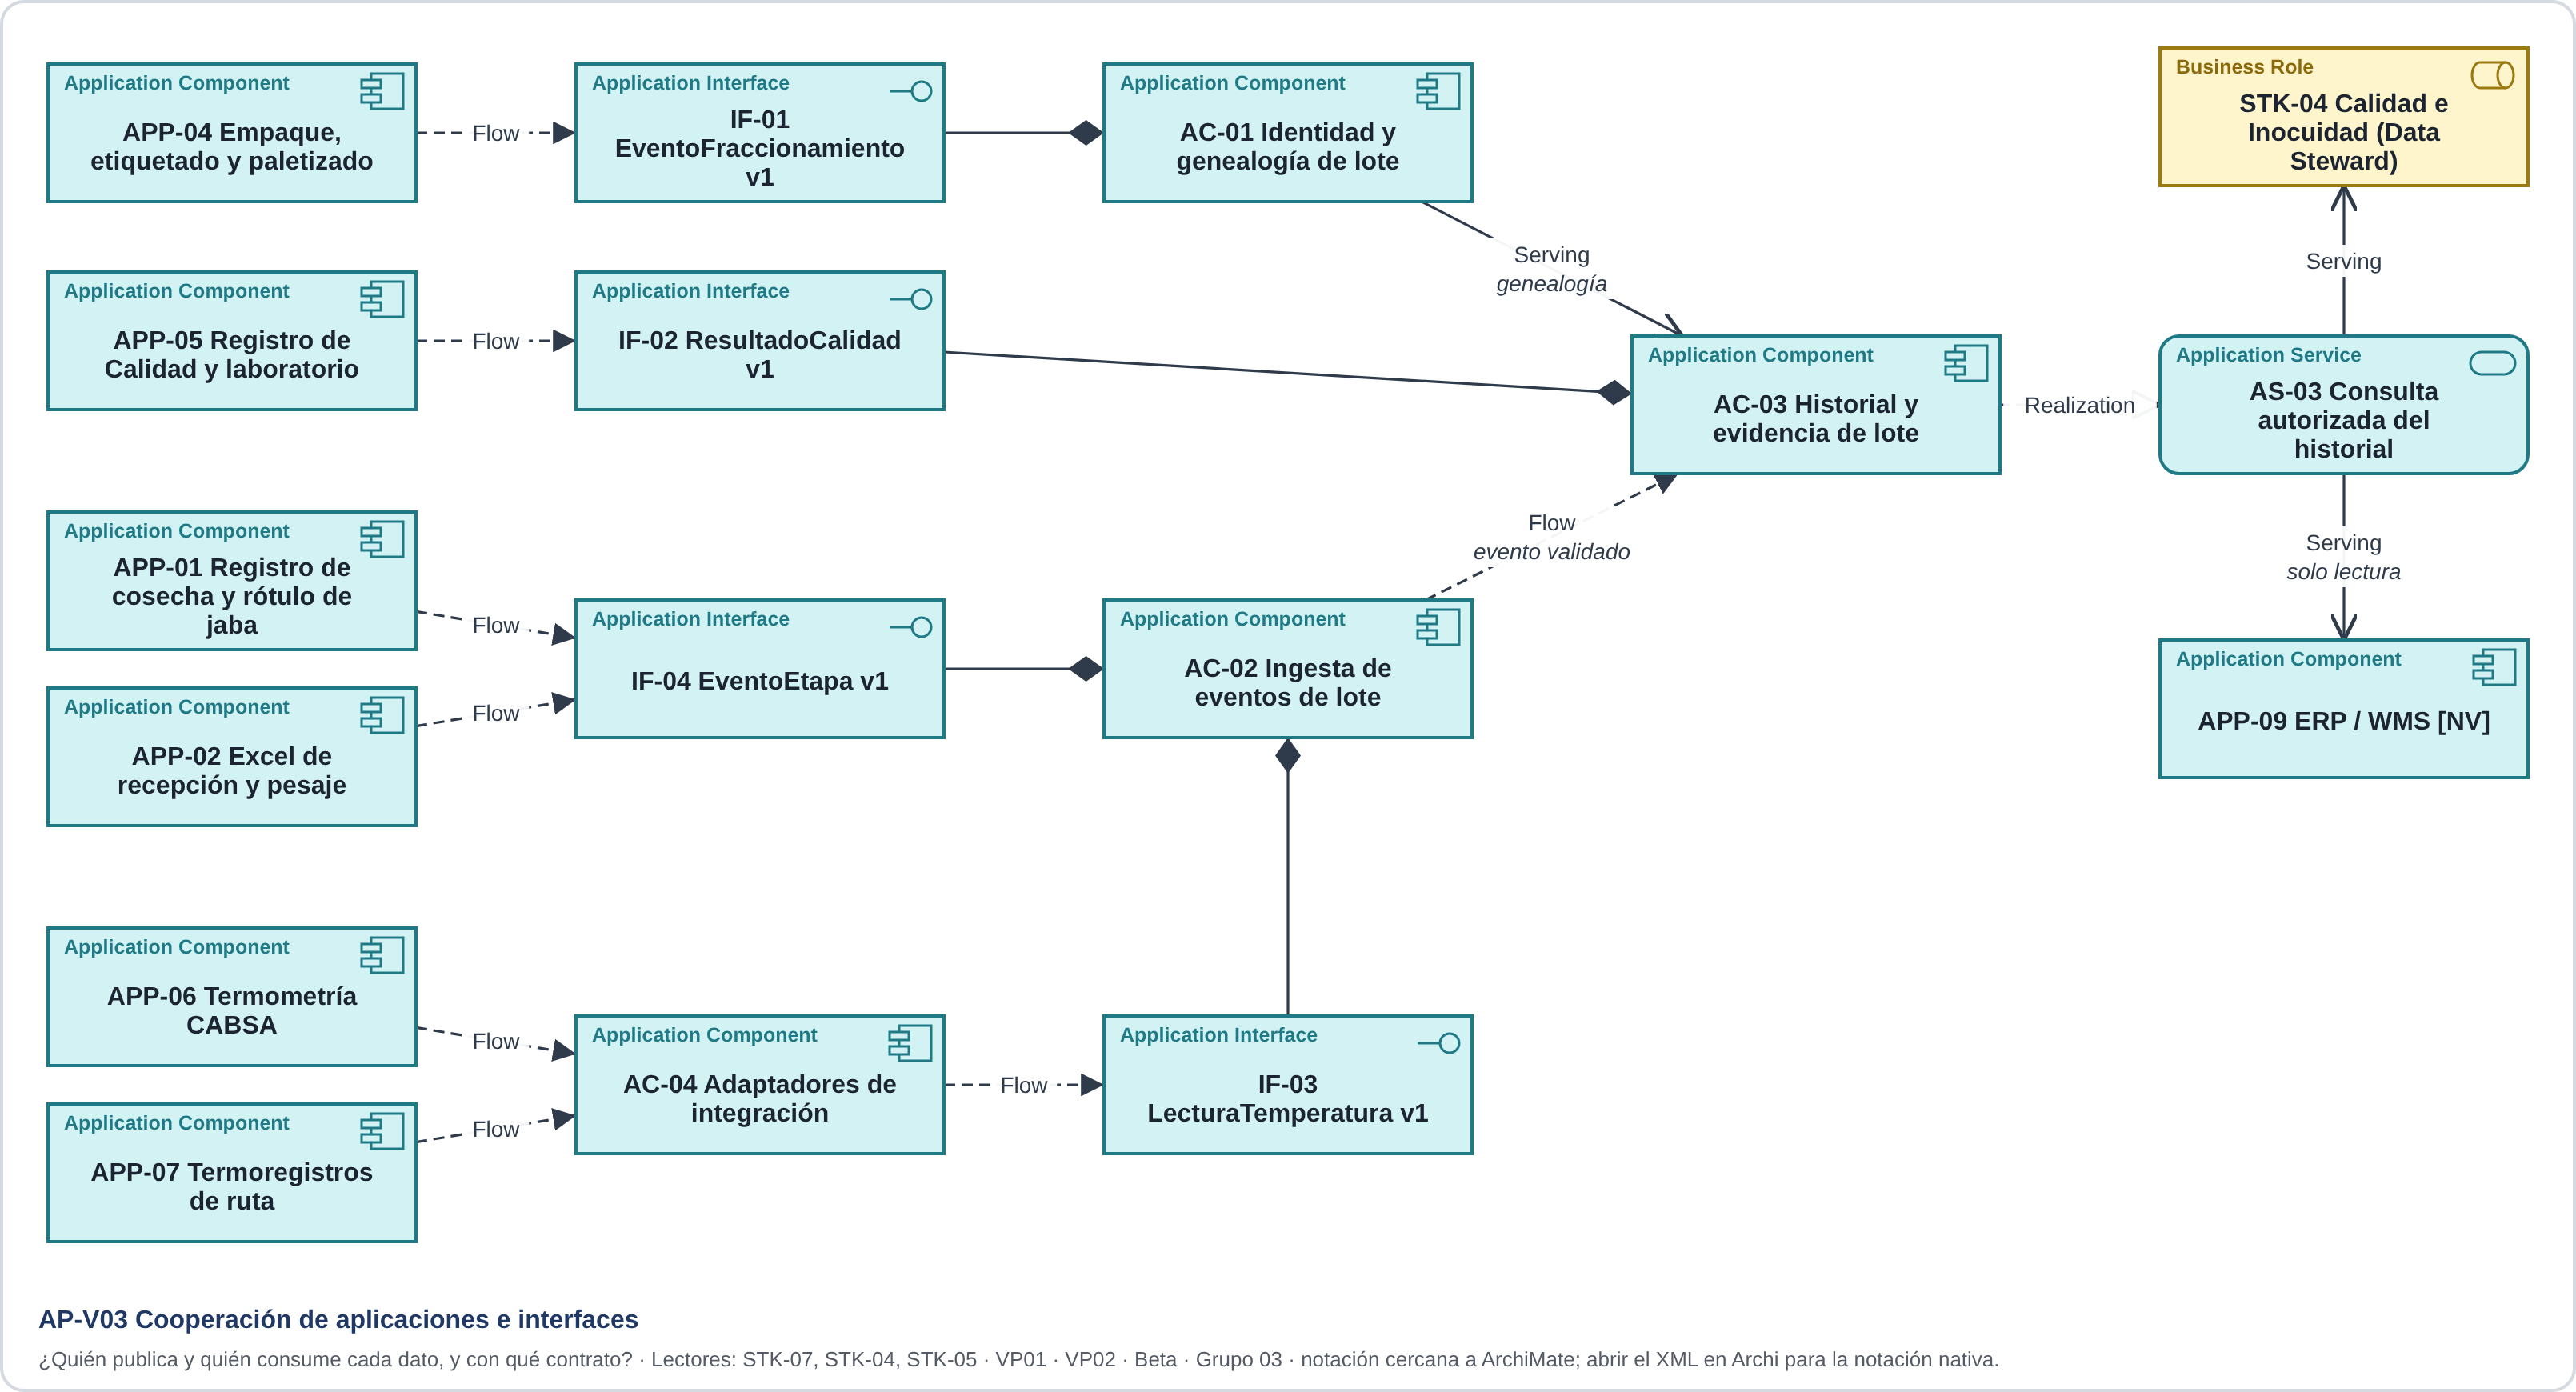 Application Component
APP-04 Empaque,
etiquetado y paletizado
Flow
Application Interface
IF-01
EventoFraccionamiento
v1
Application Component
AC-01 Identidad y
genealogía de lote
Business Role
STK-04 Calidad e
Inocuidad (Data
Steward)
Serving
genealogía
Serving
Application Component
APP-05 Registro de
Calidad y laboratorio
Flow
Application Interface
IF-02 ResultadoCalidad
v1
Application Component
AC-03 Historial y
evidencia de lote
Realization
Application Service
AS-03 Consulta
autorizada del
historial
Application Component
APP-01 Registro de
cosecha y rótulo de
jaba
Flow
Flow
evento validado
Serving
solo lectura
Application Component
APP-02 Excel de
recepción y pesaje
Flow
Application Interface
IF-04 EventoEtapa v1
Application Component
AC-02 Ingesta de
eventos de lote
Application Component
APP-09 ERP / WMS [NV]
Application Component
APP-06 Termometría
CABSA
Flow
Application Component
APP-07 Termoregistros
de ruta
Flow
Application Component
AC-04 Adaptadores de
integración
Flow
Application Interface
IF-03
LecturaTemperatura v1
AP-V03 Cooperación de aplicaciones e interfaces
¿Quién publica y quién consume cada dato, y con qué contrato? · Lectores: STK-07, STK-04, STK-05 · VP01 · VP02 · Beta · Grupo 03 · notación cercana a ArchiMate; abrir el XML en Archi para la notación nativa.